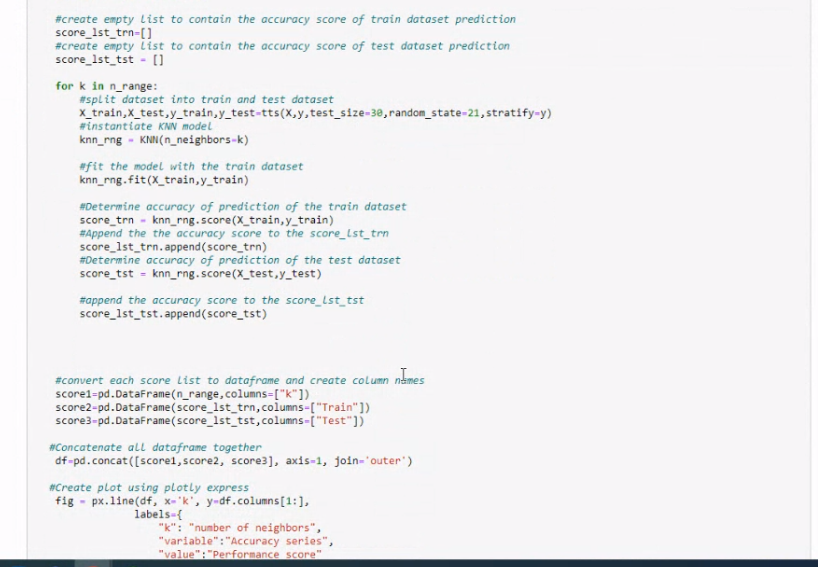 #create empty list to contain the accuracy score of train dataset prediction
score_lst_trn=[]
#create empty list to contain the accuracy score of test dataset prediction
score_lst_tst = []
for k in n_range:
#split dataset into train and test dataset
X_train,X_test,y_train,y_test=tts(X,y,test_size=30,random_state=21,stratify=y)
#instantiate KNN model
knn_rng = KNN(n_neighbors=k)
#fit the model with the train dataset
knn_rng.fit(X_train,y_train)
#Determine accuracy of prediction of the train dataset
score_trn = knn_rng.score(X_train,y_train)
#Append the the accuracy score to the score_lst_trn
score_lst_trn.append(score_trn)
#Determine accuracy of prediction of the test dataset
score_tst = knn_rng.score(X_test,y_test)
#append the accuracy score to the score_lst_tst
score_lst_tst.append(score_tst)
#convert each score list to dataframe and create column names
score1=pd.DataFrame(n_range,columns=["k"])
score2=pd.DataFrame(score_lst_trn,columns=["Train"])
score3=pd.DataFrame(score_lst_tst,columns=["Test"])
#Concatenate all dataframe together
df=pd.concat([score1,score2, score3], axis=1, join='outer')
#Create plot using plotly express
fig = px.line(df, x='k', y=df.columns[1:],
labels={
"k": "number of neighbors",
"variable":"Accuracy series",
"value":"Performance score"